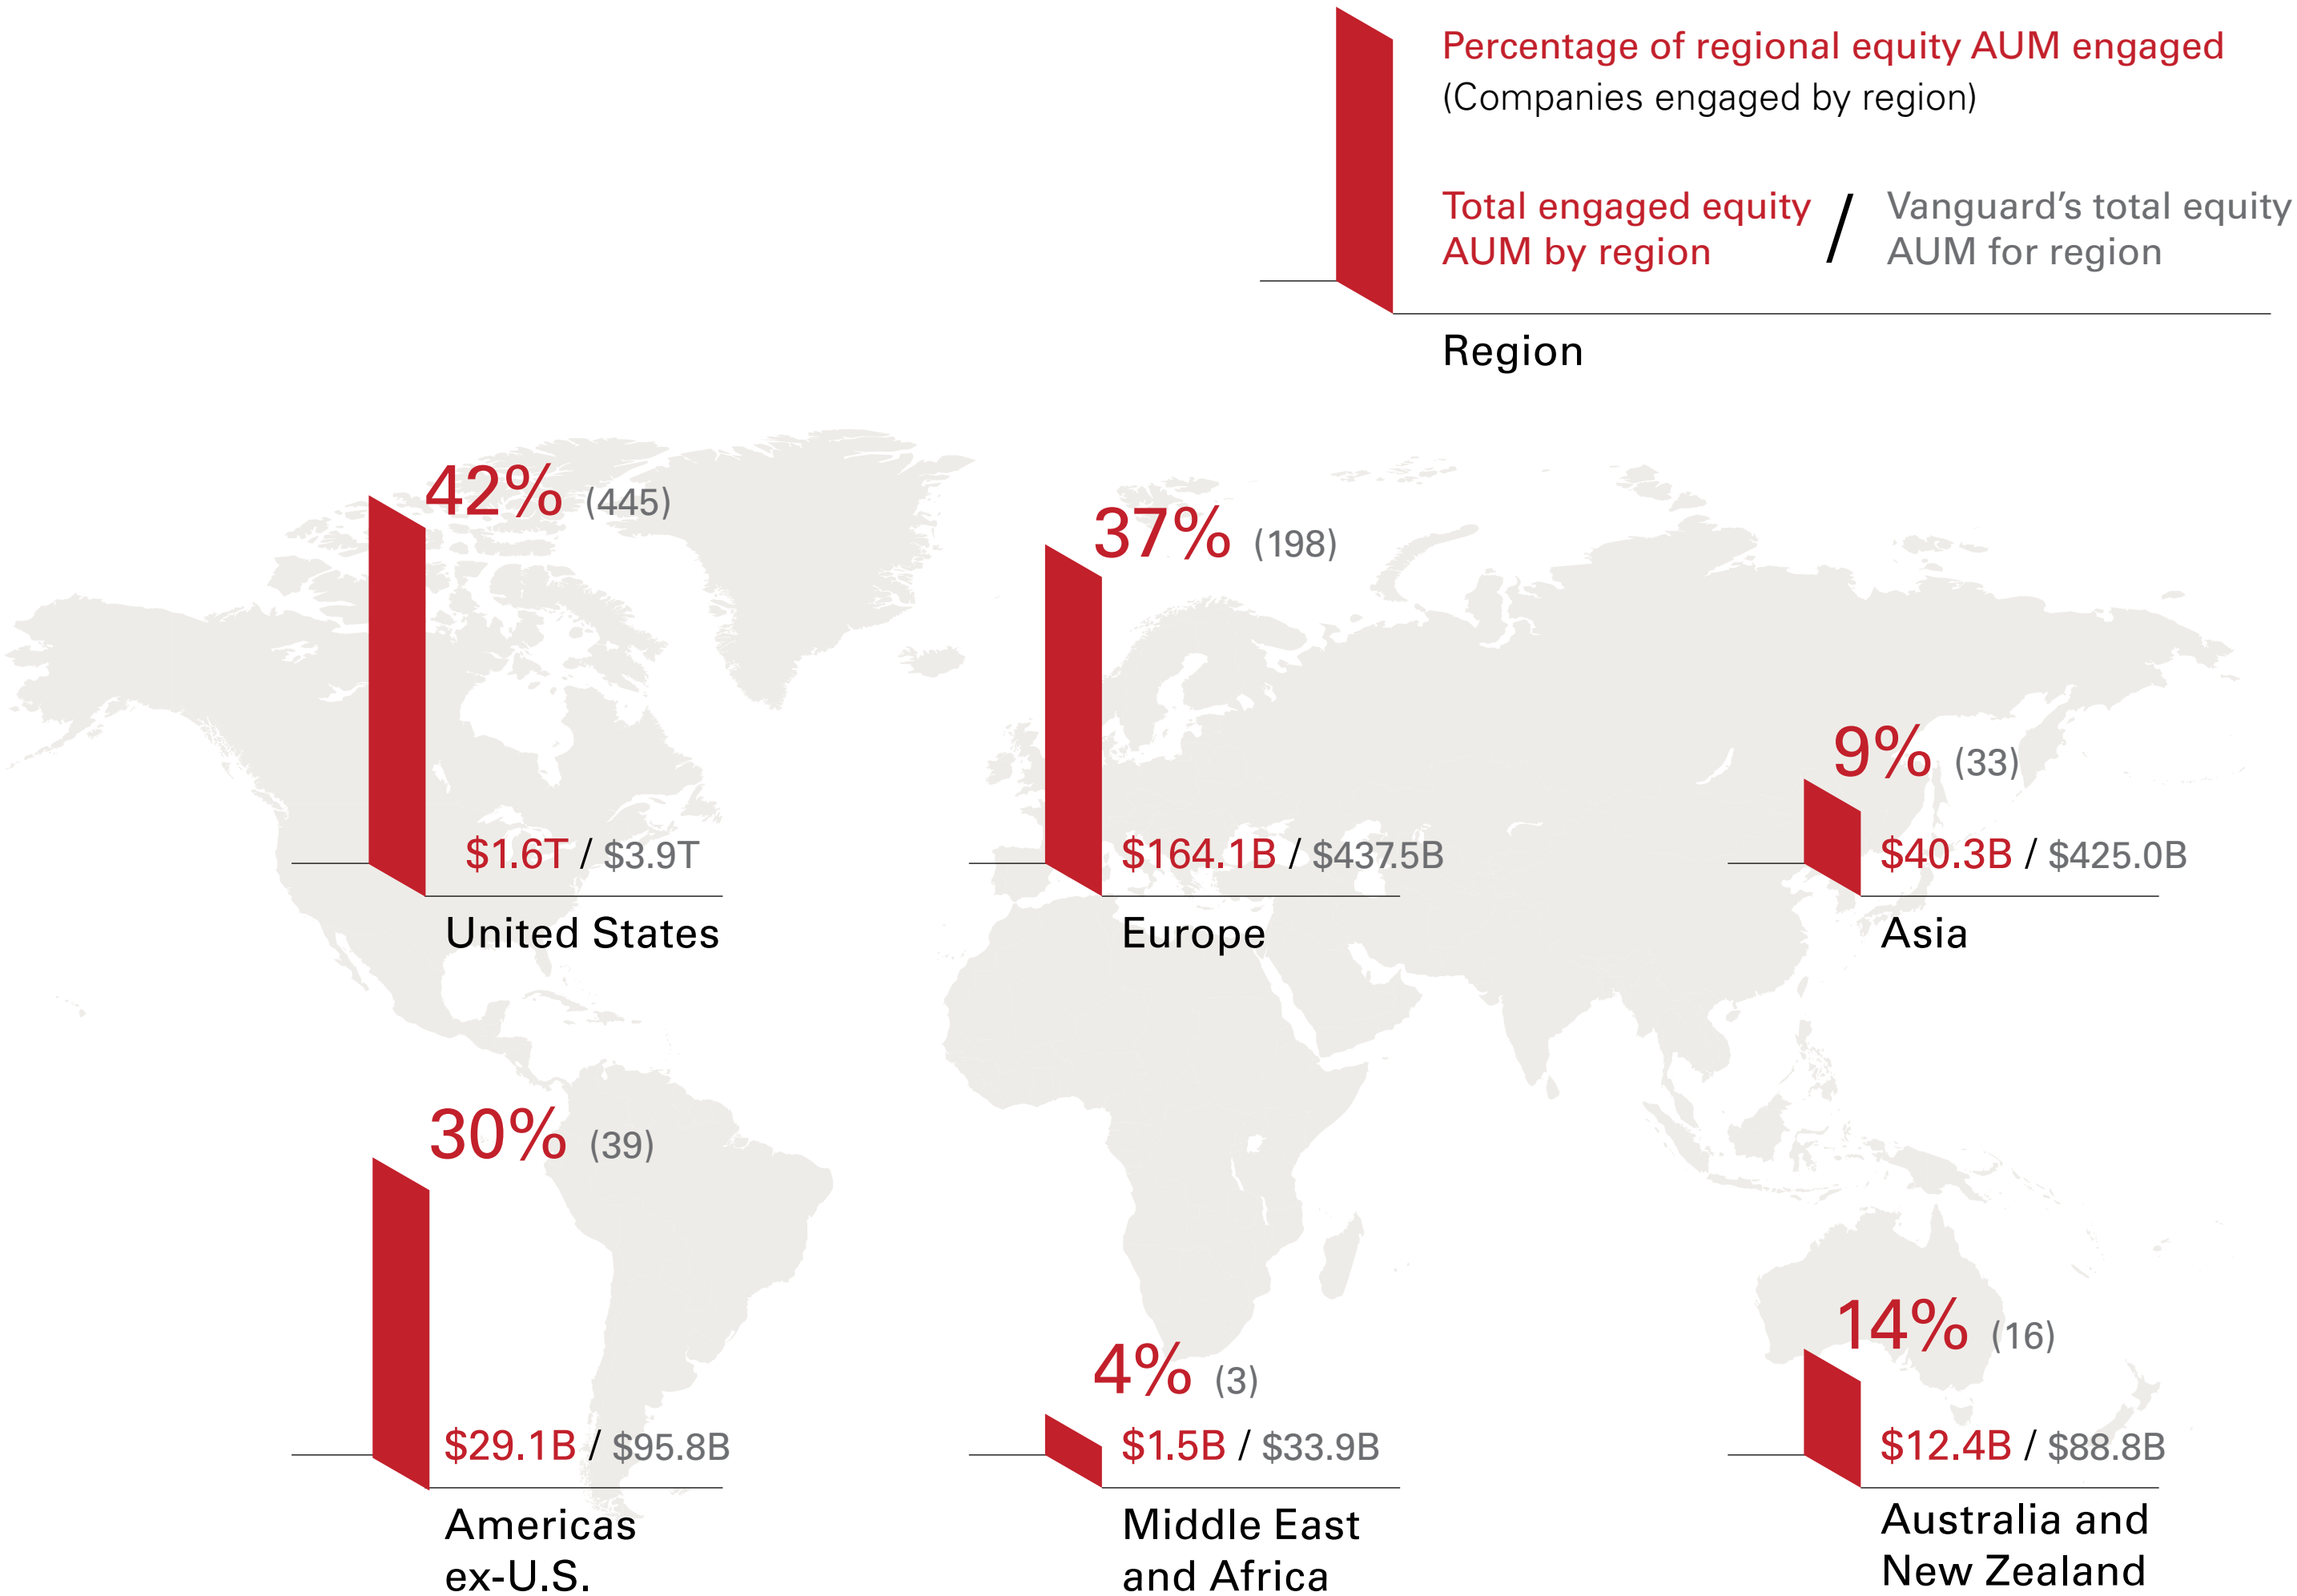 Percentage of regional equity AUM engaged
(Companies engaged by region)
Total engaged equity / Vanguard’s total equity
AUM by region AUM for region
Region
42% (445)
$1.6T / $3.9T
United States
37% (198)
$164.1B / $437.5B
Europe
9% (33)
$40.3B / $425.0B
Asia
30% (39)
$29.1B / $95.8B
Americas
ex-U.S.
4% (3)
$1.5B / $33.9B
Middle East
and Africa
14% (16)
$12.4B / $88.8B
Australia and
New Zealand